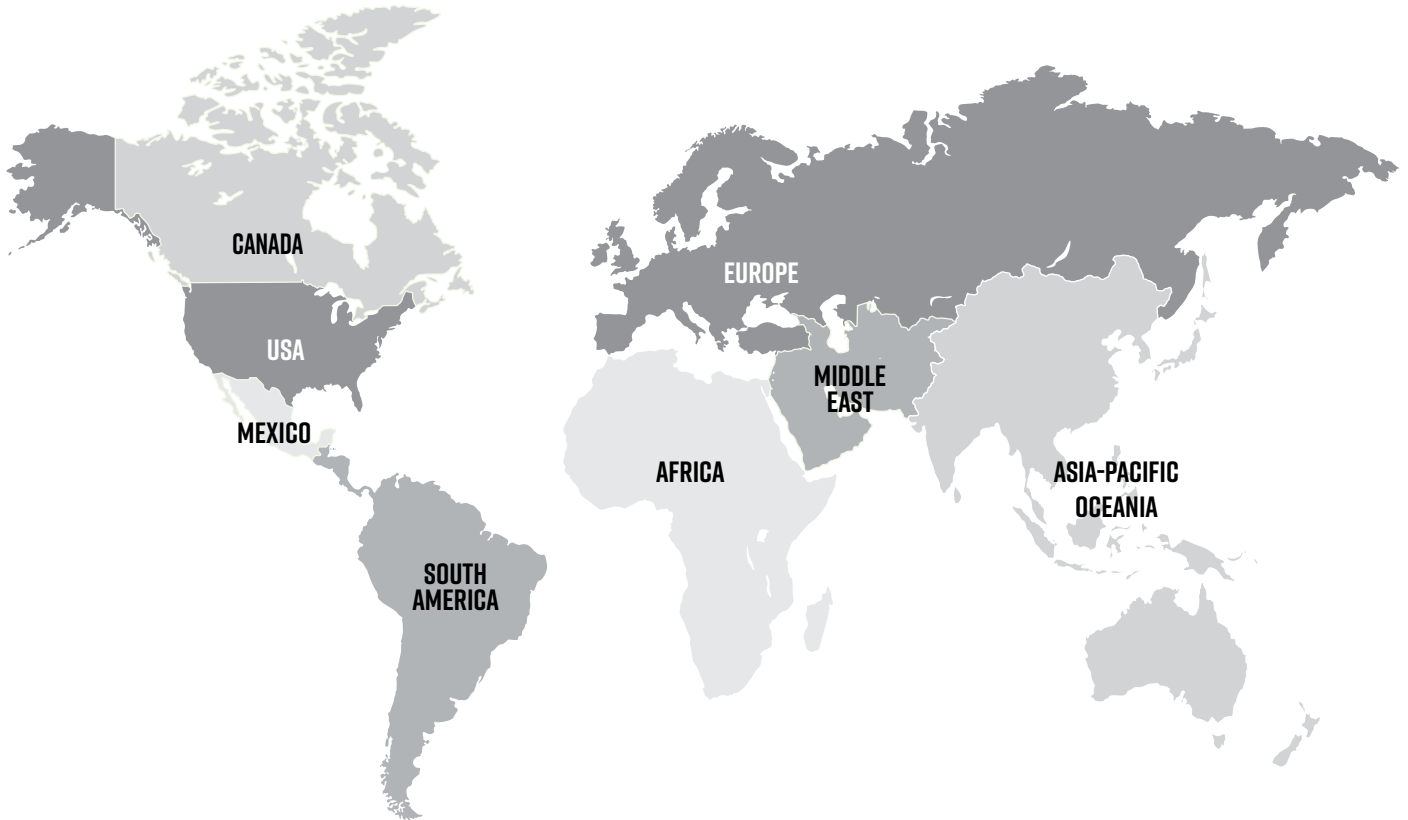 CANADA
EUROPE
USA
MIDDLE
EAST
MEXICO
AFRICA
ASIA-PACIFIC
OCEANIA
SOUTH
AMERICA